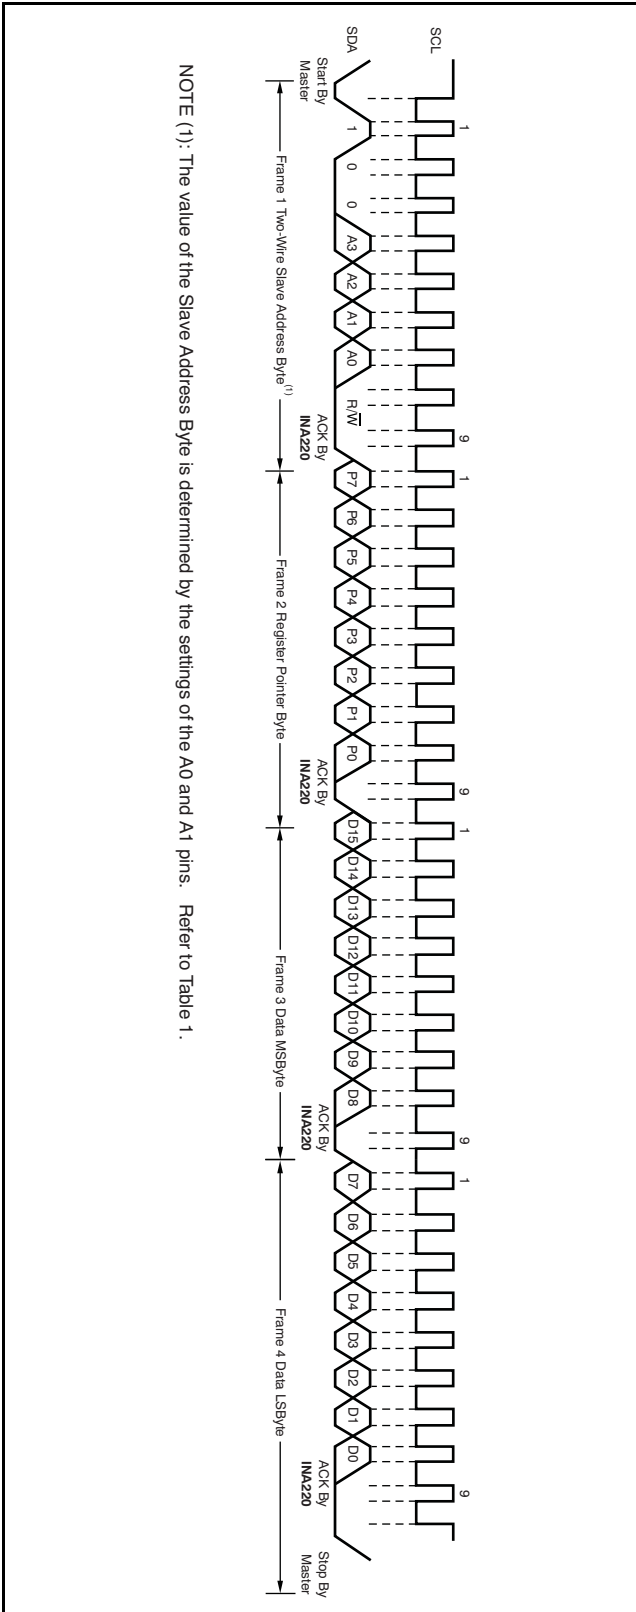 1 9 1 9 1 9 1 9
SCL
SDA 1 0 0 A3 A2 A1 A0 R/W P7 P6 P5 P4 P3 P2 P1 P0 D15 D14 D13 D12 D11 D10 D9 D8 D7 D6 D5 D4 D3 D2 D1 D0
Start By
Master
ACK By
INA220
ACK By
INA220
ACK By
INA220
ACK By
INA220
Stop By
Master
Frame 1 Two-Wire Slave Address Byte(1)
Frame 2 Register Pointer Byte
Frame 3 Data MSByte
Frame 4 Data LSByte
NOTE (1): The value of the Slave Address Byte is determined by the settings of the A0 and A1 pins. Refer to Table 1.